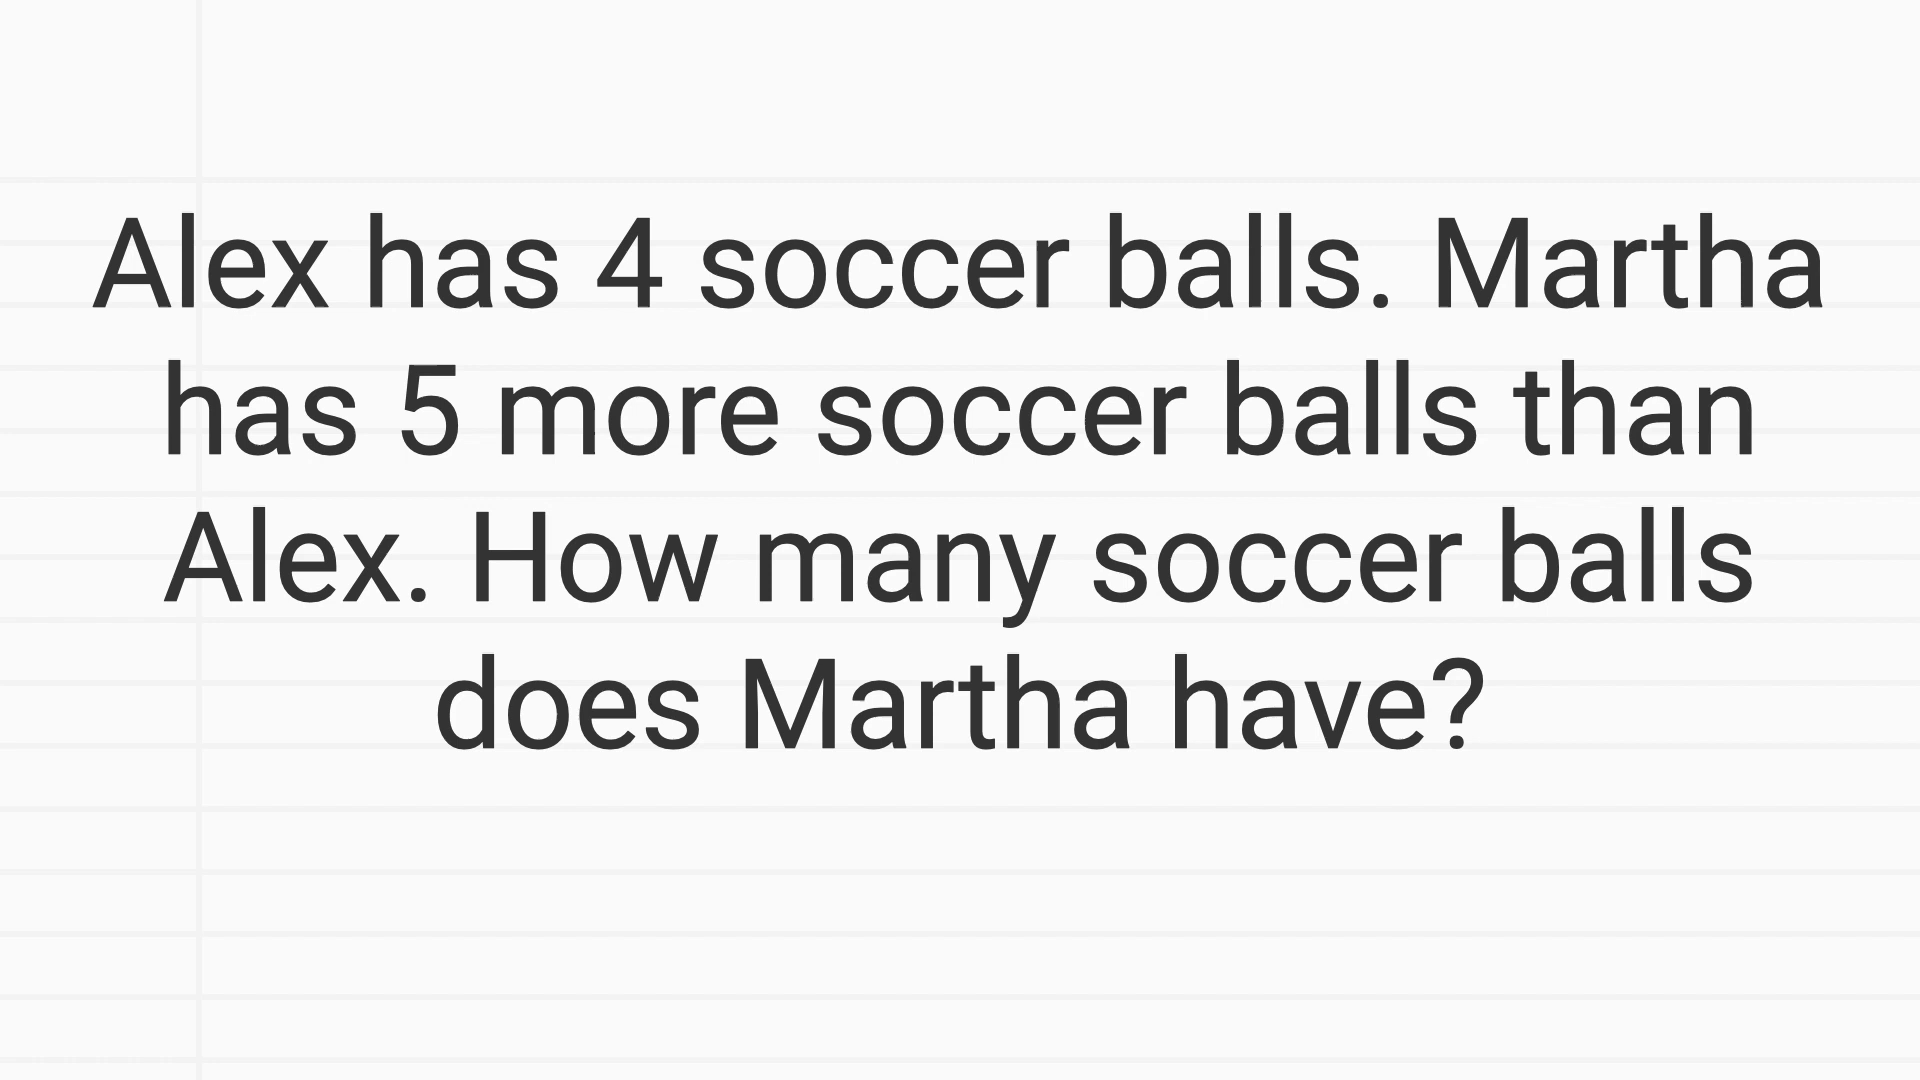 Alex has 4 soccer balls. Martha
has 5 more soccer balls than
Alex. How many soccer balls
does Martha have?